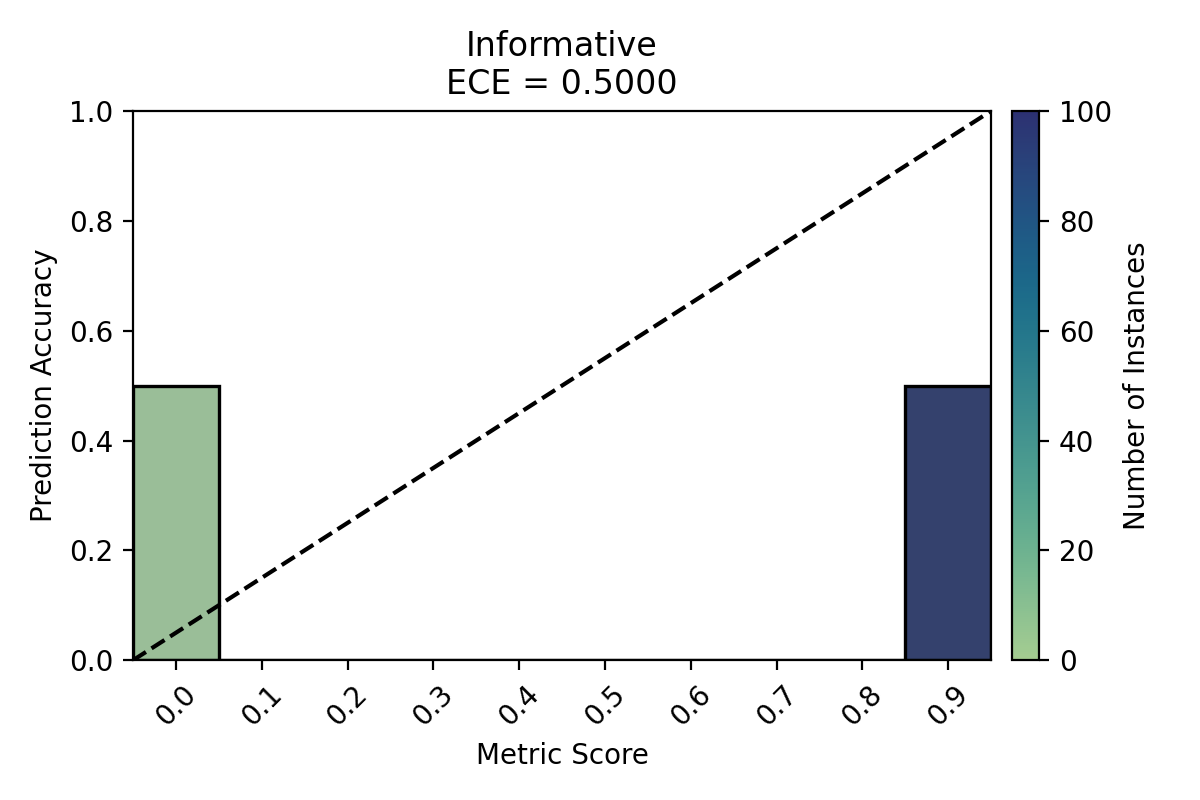 Informative
ECE = 0.5000
Prediction Accuracy
1.0
0.8
0.6
0.4
0.2
0.0
0.0 0.1 0.2 0.3 0.4 0.5 0.6 0.7 0.8 0.9
Metric Score
100
80
60
40
20
0
Number of Instances